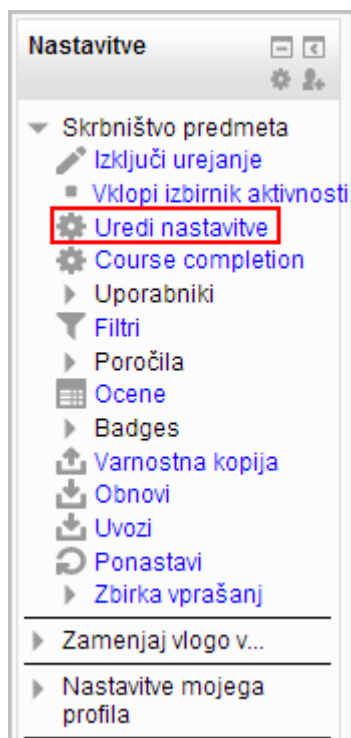 Nastavitve
Skrbništvo predmeta
Izključi urejanje
Vklopi izbirnik aktivnosti
Uredi nastavitve
Course completion
Uporabniki
Filtri
Poročila
Ocene
Badges
Varnostna kopija
Obnovi
Uvozi
Ponastavi
Zbirka vprašanj
Zamenjaj vlogo v...
Nastavitve mojega
profila